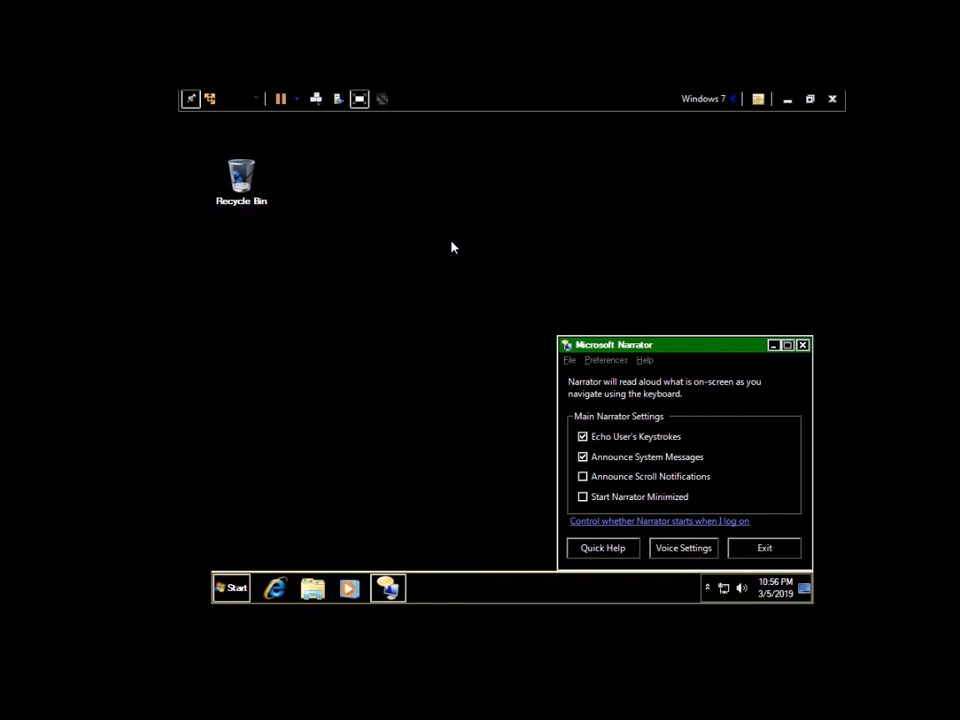 Windows 7
Recycle Bin
Microsoft Narrator
File Preferences Help
Narrator will read aloud what is on-screen as you
navigate using the keyboard.
Main Narrator Settings
Echo User's Keystrokes
Announce System Messages
Announce Scroll Notifications
Start Narrator Minimized
Control whether Narrator starts when I log on
Quick Help Voice Settings Exit
Start
10:56 PM
3/5/2019